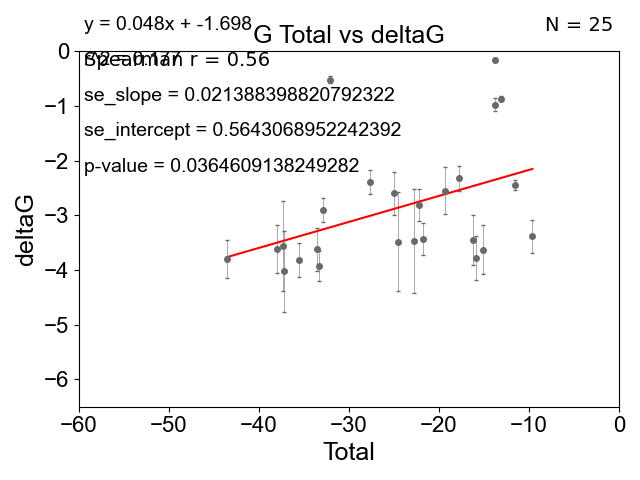 y = 0.048x + -1.698
N = 25
G Total vs deltaG
Spearman r = 0.56
se_slope = 0.021388398820792322
se_intercept = 0.5643068952242392
p-value = 0.0364609138249282
deltaG
0
−1
−2
−3
−4
−5
−6
−60
−50
−40
−30
−20
−10
0
Total